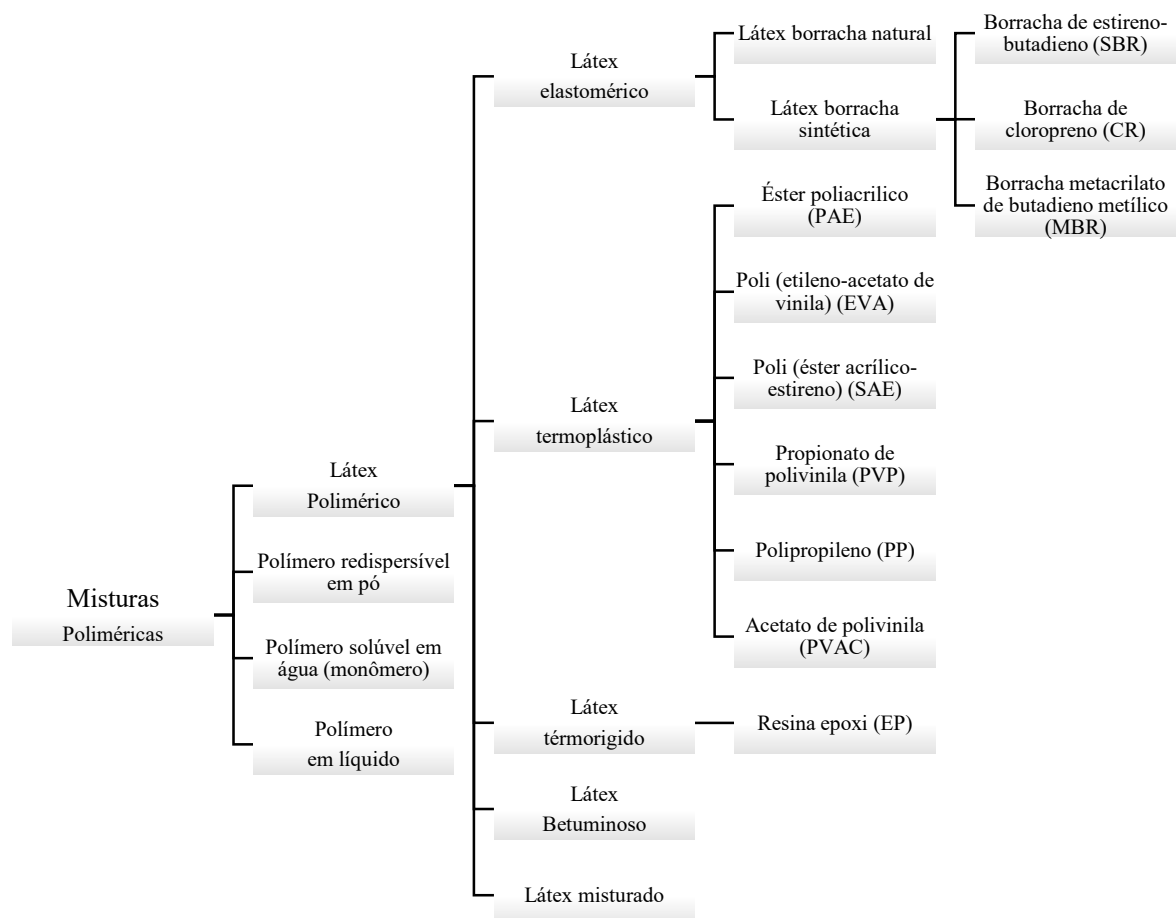 Misturas
Poliméricas
Látex
Polimérico
Polímero redispersível
em pó
Polímero solúvel em
água (monômero)
Polímero
em líquido
Látex
elastomérico
Látex borracha natural
Látex borracha
sintética
Borracha de estireno-
butadieno (SBR)
Borracha de
cloropreno (CR)
Borracha metacrilato
de butadieno metílico
(MBR)
Látex
termoplástico
Éster poliacrilico
(PAE)
Poli (etileno-acetato de
vinila) (EVA)
Poli (éster acrílico-
estireno) (SAE)
Propionato de
polivinila (PVP)
Polipropileno (PP)
Acetato de polivinila
(PVAC)
Látex
térmorigido
Resina epoxi (EP)
Látex
Betuminoso
Látex misturado